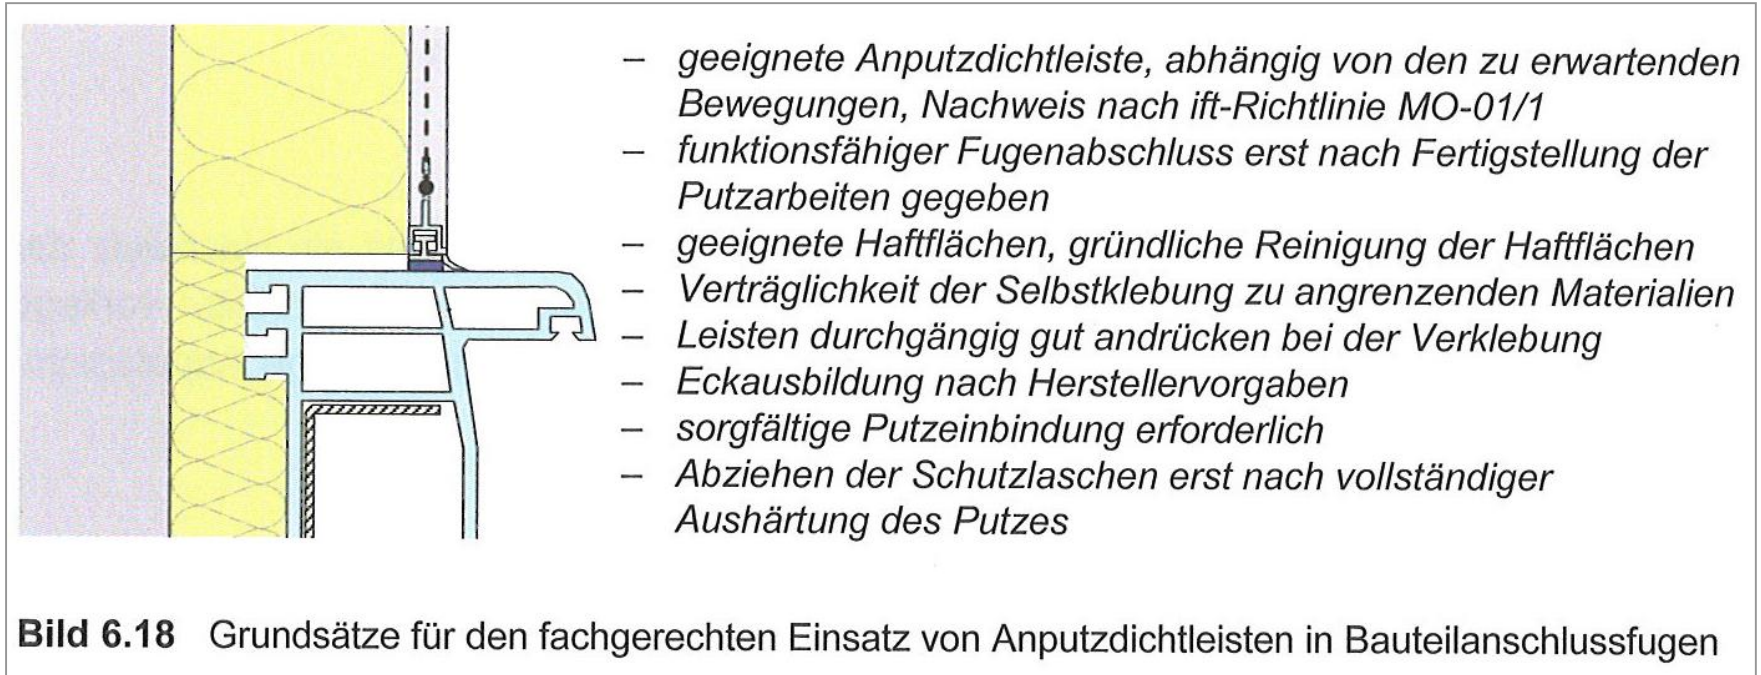 – geeignete Anputzdichtleiste, abhängig von den zu erwartenden
Bewegungen, Nachweis nach ift-Richtlinie MO-01/1
– funktionsfähiger Fugenabschluss erst nach Fertigstellung der
Putzarbeiten gegeben
– geeignete Haftflächen, gründliche Reinigung der Haftflächen
– Verträglichkeit der Selbstklebung zu angrenzenden Materialien
– Leisten durchgängig gut andrücken bei der Verklebung
– Eckausbildung nach Herstellervorgaben
– sorgfältige Putzeinbindung erforderlich
– Abziehen der Schutzlaschen erst nach vollständiger
Aushärtung des Putzes
Bild 6.18 Grundsätze für den fachgerechten Einsatz von Anputzdichtleisten in Bauteilanschlussfugen